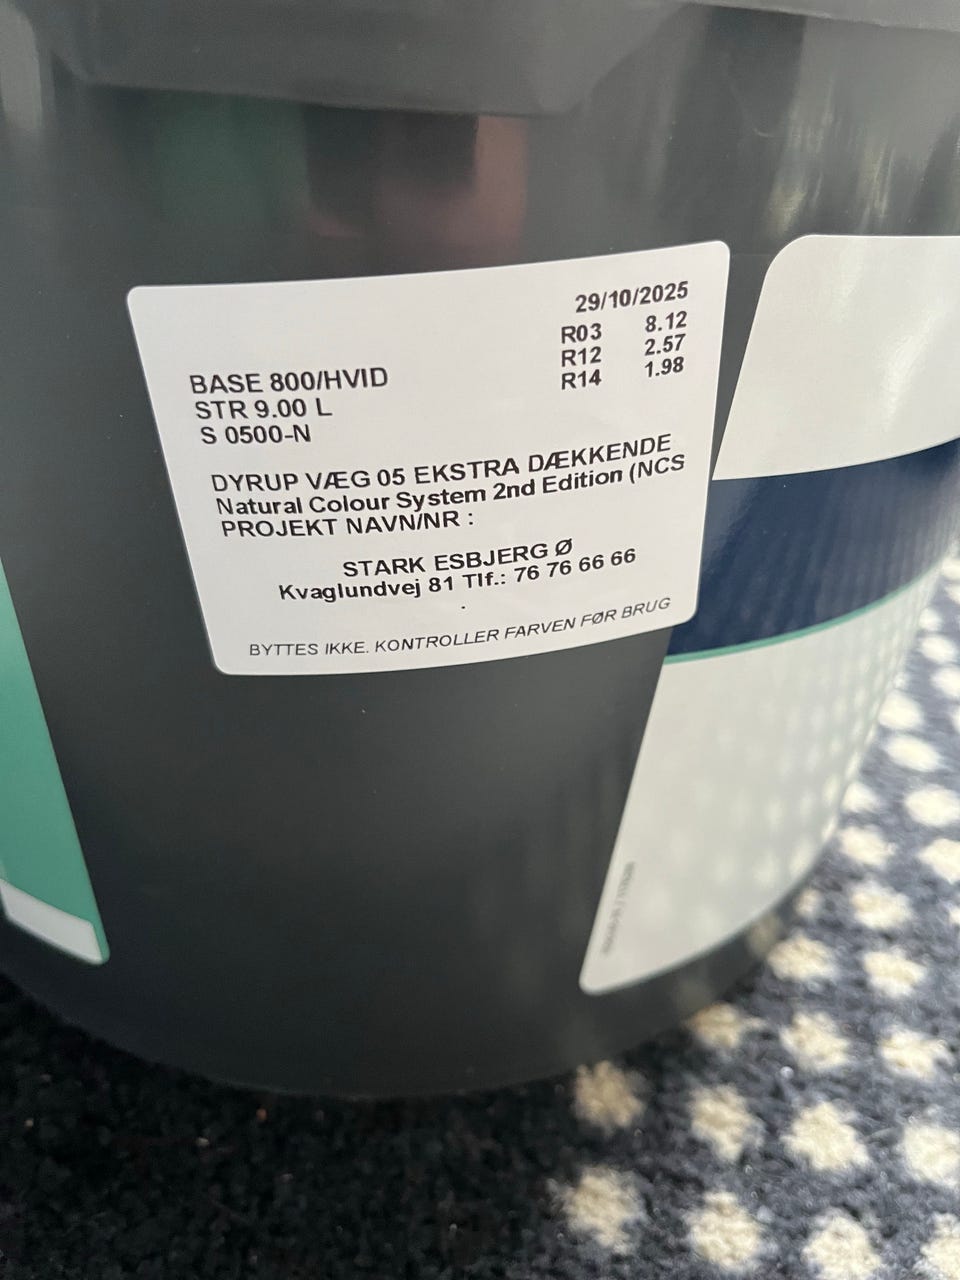 29/10/2025
R03 8.12
R12 2.57
R14 1.98
BASE 800/HVID
STR 9.00 L
S 0500-N
DYRUP VÆG 05 EKSTRA DÆKKENDE
Natural Colour System 2nd Edition (NCS
PROJEKT NAVN/NR :
STARK ESBJERG Ø
Kvaglundvej 81 Tlf.: 76 76 66 66
.
BYTTES IKKE. KONTROLLER FARVEN FØR BRUG